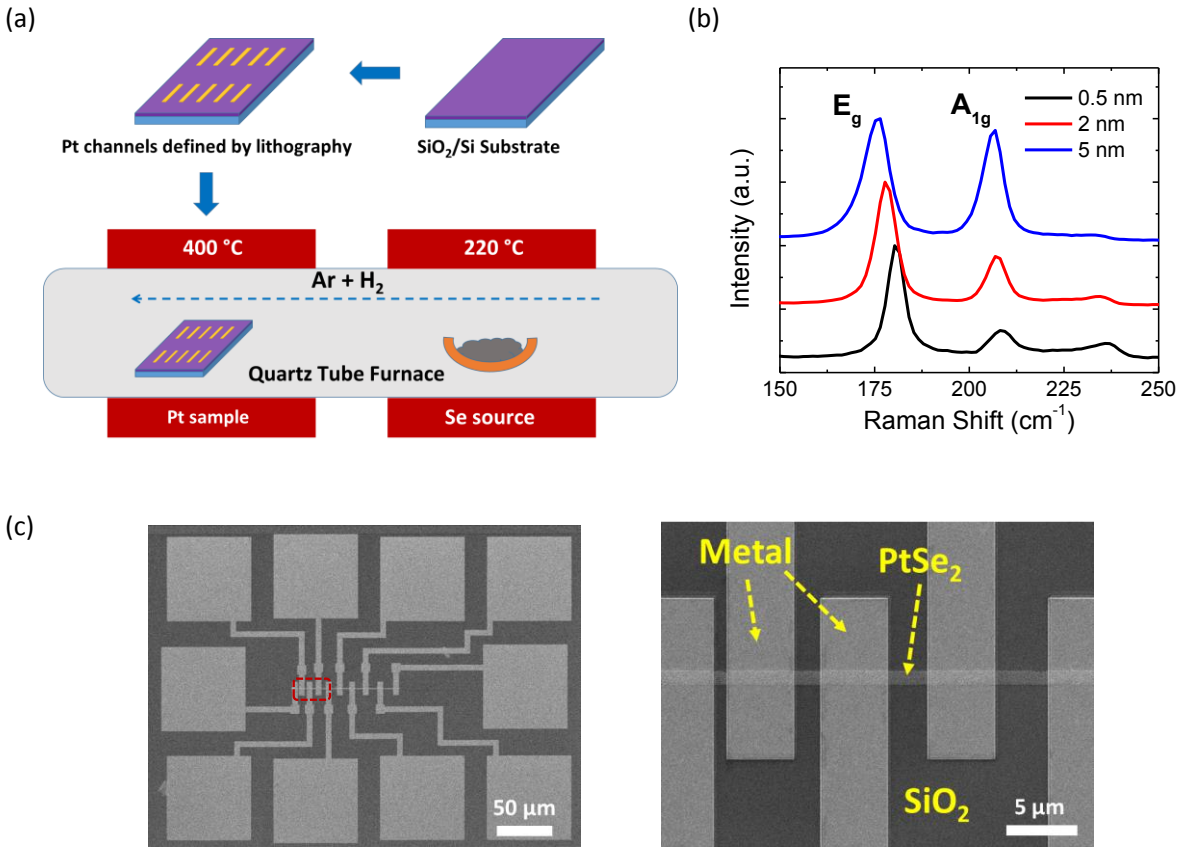 (a)
Pt channels defined by lithography
SiO₂/Si Substrate
400 °C
220 °C
Ar + H₂
Quartz Tube Furnace
Pt sample
Se source
(b)
E_g
A_1g
0.5 nm
2 nm
5 nm
Intensity (a.u.)
150 175 200 225 250
Raman Shift (cm⁻¹)
(c)
50 µm
Metal
PtSe₂
SiO₂
5 µm